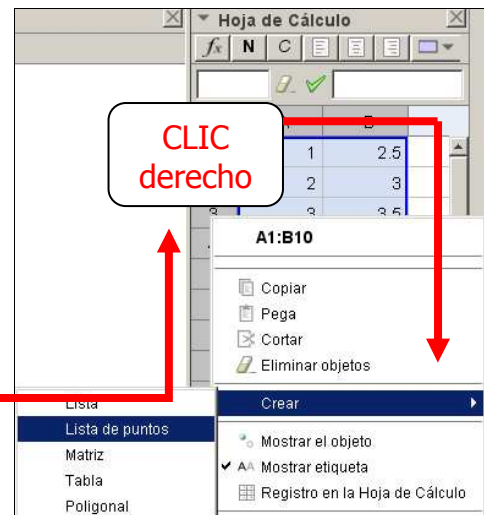 Hoja de Cálculo
fx N C
CLIC
derecho
1 2.5
2 3
3 3.5
A1:B10
Copiar
Pega
Cortar
Eliminar objetos
Crear
Lista
Lista de puntos
Matriz
Tabla
Poligonal
Mostrar el objeto
AA Mostrar etiqueta
Registro en la Hoja de Cálculo